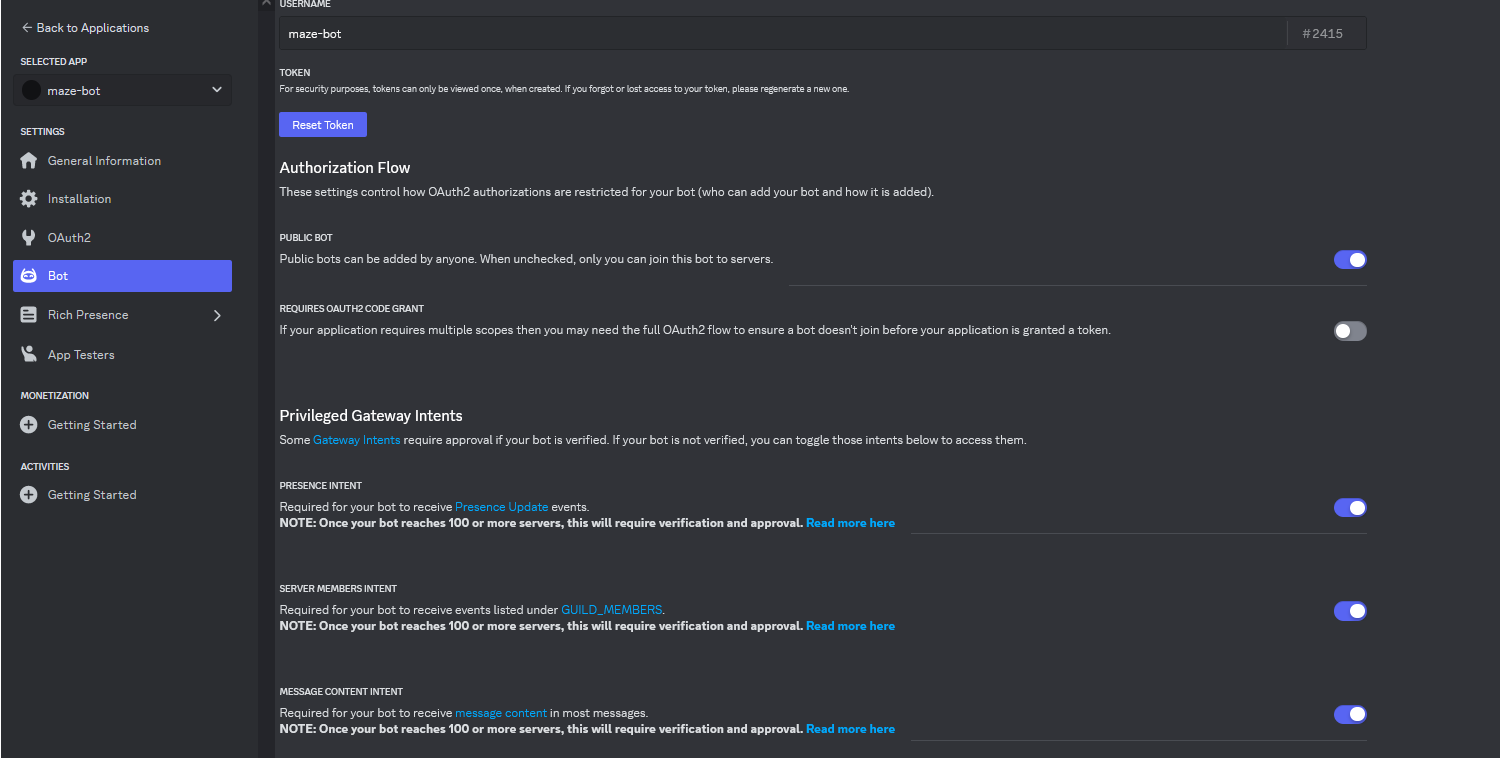 Back to Applications
SELECTED APP
maze-bot
SETTINGS
General Information
Installation
OAuth2
Bot
Rich Presence
App Testers
MONETIZATION
Getting Started
ACTIVITIES
Getting Started
USERNAME
maze-bot
#2415
TOKEN
For security purposes, tokens can only be viewed once, when created. If you forgot or lost access to your token, please regenerate a new one.
Reset Token
Authorization Flow
These settings control how OAuth2 authorizations are restricted for your bot (who can add your bot and how it is added).
PUBLIC BOT
Public bots can be added by anyone. When unchecked, only you can join this bot to servers.
REQUIRES OAUTH2 CODE GRANT
If your application requires multiple scopes then you may need the full OAuth2 flow to ensure a bot doesn't join before your application is granted a token.
Privileged Gateway Intents
Some Gateway Intents require approval if your bot is verified. If your bot is not verified, you can toggle those intents below to access them.
PRESENCE INTENT
Required for your bot to receive Presence Update events.
NOTE: Once your bot reaches 100 or more servers, this will require verification and approval. Read more here
SERVER MEMBERS INTENT
Required for your bot to receive events listed under GUILD_MEMBERS.
NOTE: Once your bot reaches 100 or more servers, this will require verification and approval. Read more here
MESSAGE CONTENT INTENT
Required for your bot to receive message content in most messages.
NOTE: Once your bot reaches 100 or more servers, this will require verification and approval. Read more here